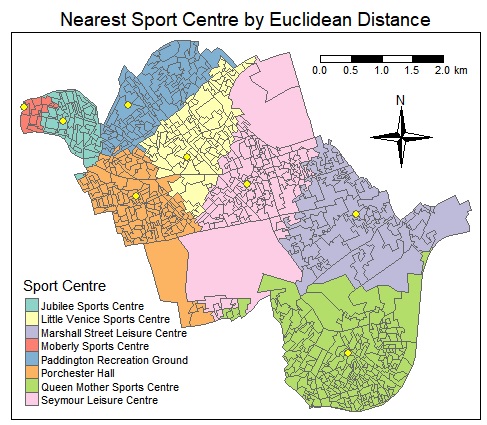 Nearest Sport Centre by Euclidean Distance
0.0 0.5 1.0 1.5 2.0 km
N
Sport Centre
Jubilee Sports Centre
Little Venice Sports Centre
Marshall Street Leisure Centre
Moberly Sports Centre
Paddington Recreation Ground
Porchester Hall
Queen Mother Sports Centre
Seymour Leisure Centre